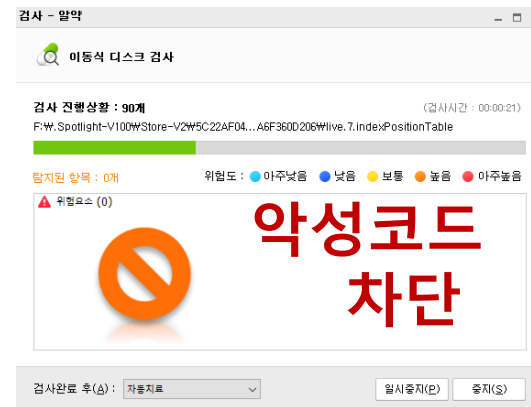 검사 - 알약
이동식 디스크 검사
검사 진행상황 : 90개
(검사시간 : 00:00:21)
F:₩.Spotlight-V100₩Store-V2₩5C22AF04...A6F360D206₩live.7.indexPositionTable
탐지된 항목 : 0개
위험도 : 아주낮음 낮음 보통 높음 아주높음
위험요소 (0)
악성코드
차단
검사완료 후(A) : 자동치료
일시중지(P) 중지(S)